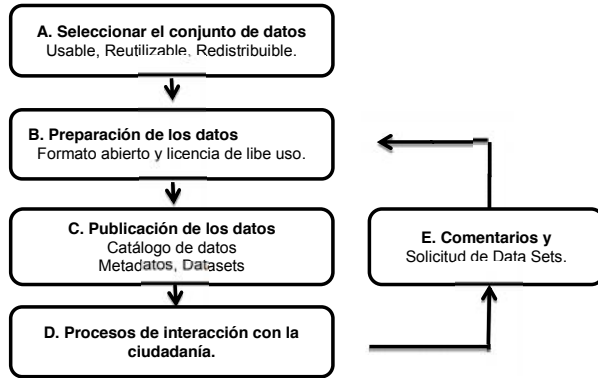 A. Seleccionar el conjunto de datos
Usable, Reutilizable, Redistribuible.
B. Preparación de los datos
Formato abierto y licencia de libe uso.
C. Publicación de los datos
Catálogo de datos
Metadatos, Datasets
E. Comentarios y
Solicitud de Data Sets.
D. Procesos de interacción con la
ciudadanía.